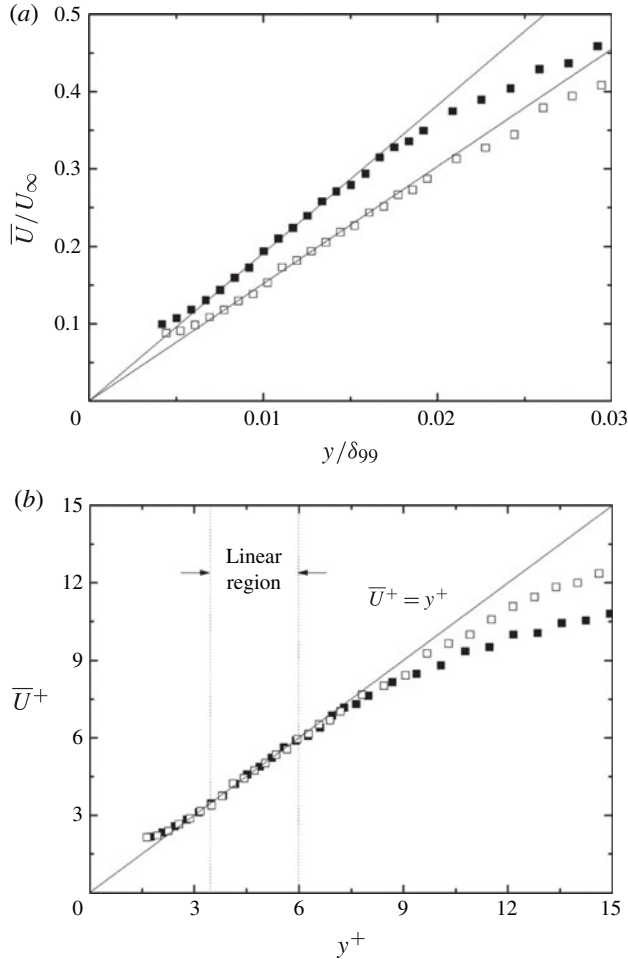 (a)
0.5
0.4
0.3
0.2
0.1
U̅/U∞
0 0.01 0.02 0.03
y/δ99
(b)
15
12
9
6
3
U̅+
Linear
region
U̅+ = y+
0 3 6 9 12 15
y+